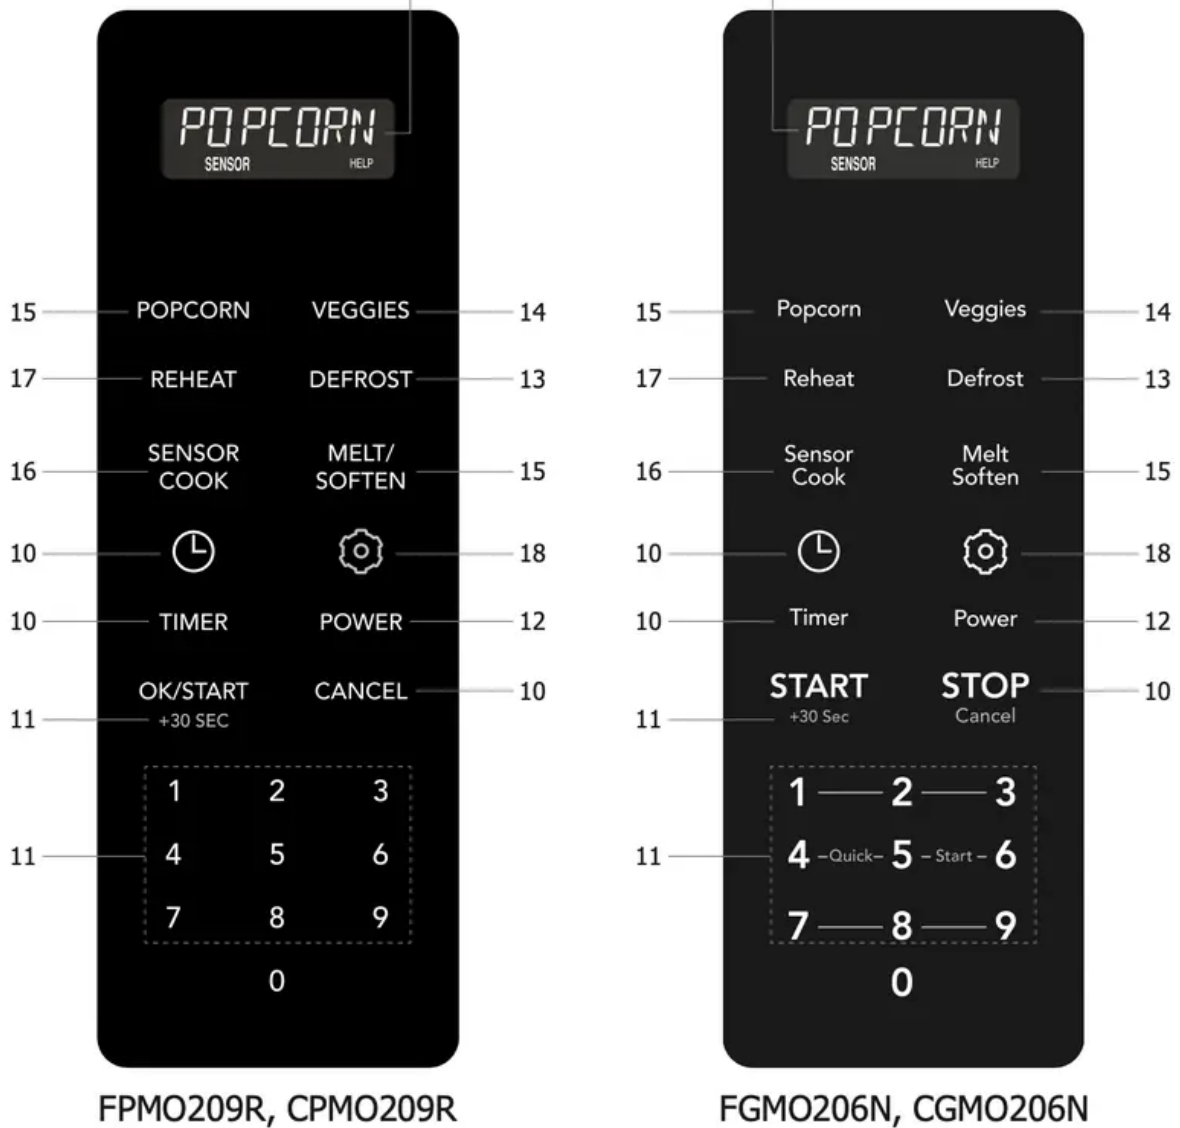 POPCORN
SENSOR HELP
15 POPCORN VEGGIES 14
17 REHEAT DEFROST 13
SENSOR MELT/
16 COOK SOFTEN 15
10 18
10 TIMER POWER 12
OK/START CANCEL 10
11 +30 SEC
1 2 3
11 4 5 6
7 8 9
0
FPMO209R, CPMO209R
POPCORN
SENSOR HELP
15 Popcorn Veggies 14
17 Reheat Defrost 13
Sensor Melt
16 Cook Soften 15
10 18
10 Timer Power 12
START STOP 10
11 +30 Sec Cancel
1 2 3
11 4 Quick 5 Start 6
7 8 9
0
FGMO206N, CGMO206N